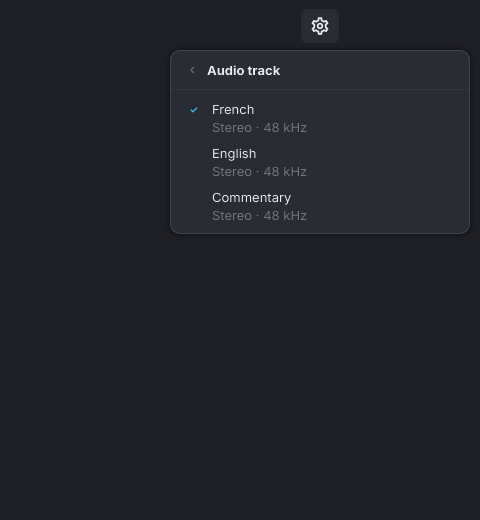 Audio track
French
Stereo · 48 kHz
English
Stereo · 48 kHz
Commentary
Stereo · 48 kHz